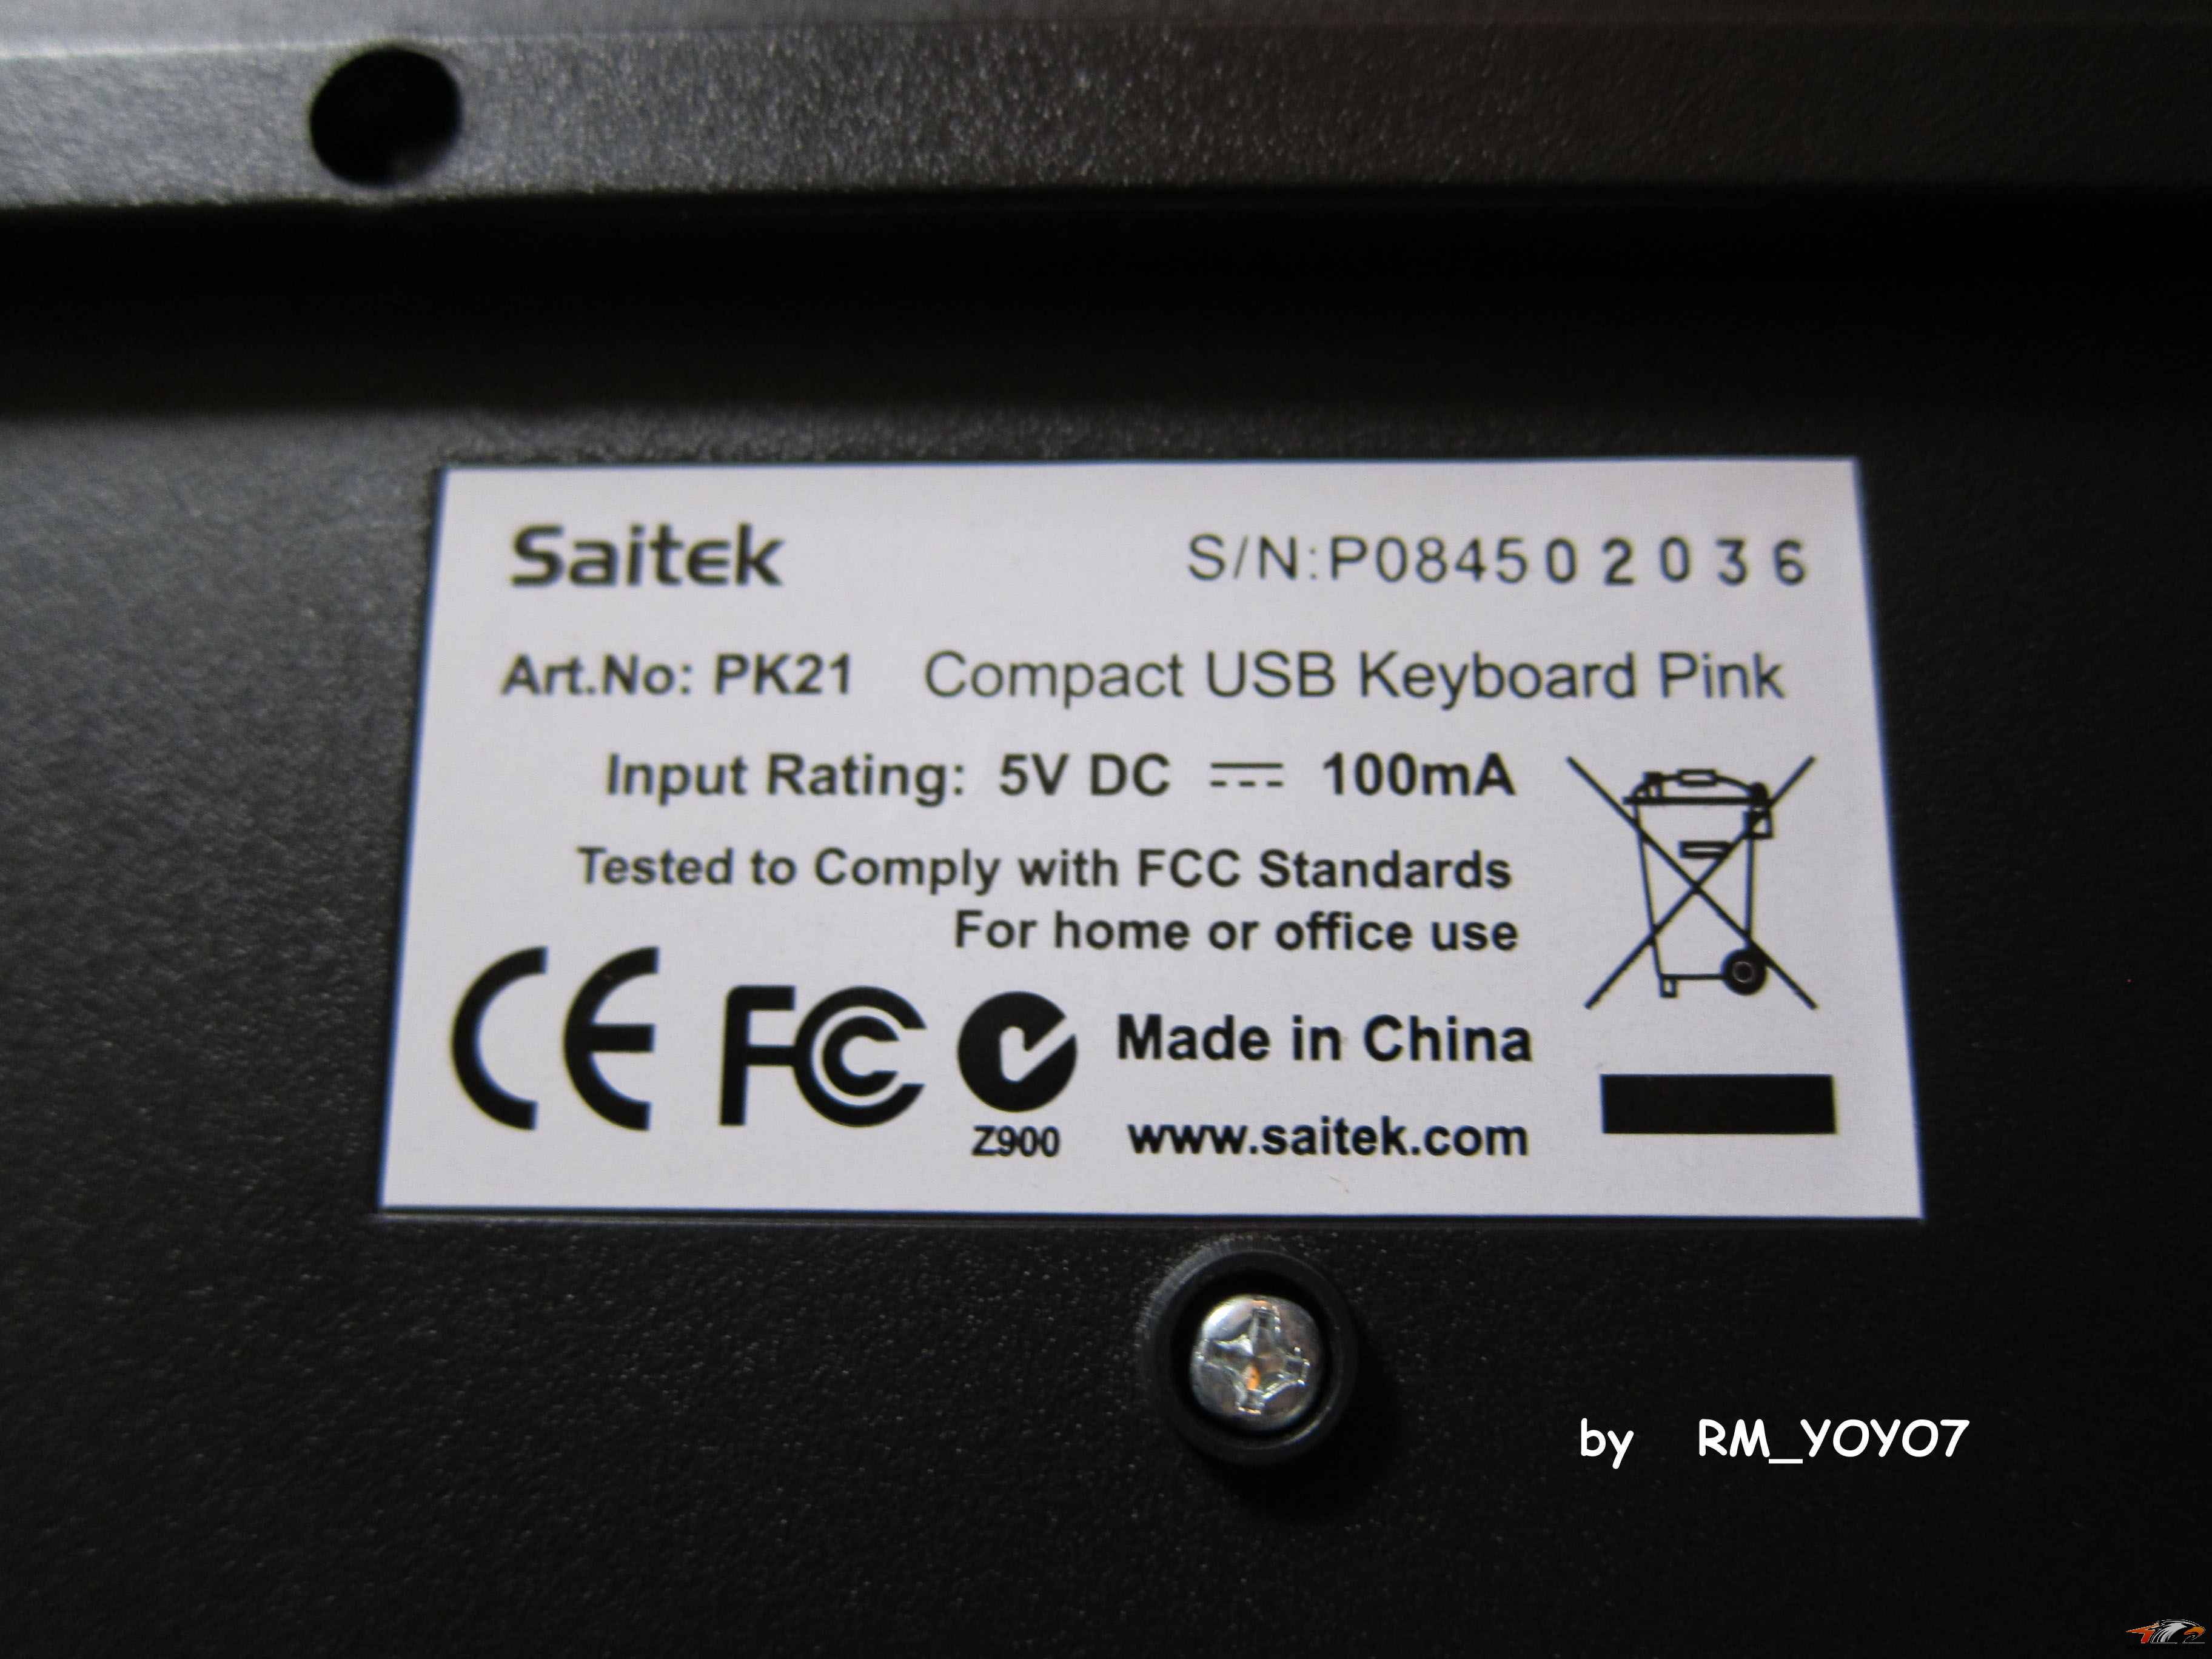 Saitek S/N:P084502036
Art.No: PK21 Compact USB Keyboard Pink
Input Rating: 5V DC 100mA
Tested to Comply with FCC Standards
For home or office use
CE FC Made in China
Z900 www.saitek.com
by RM_YOYO7